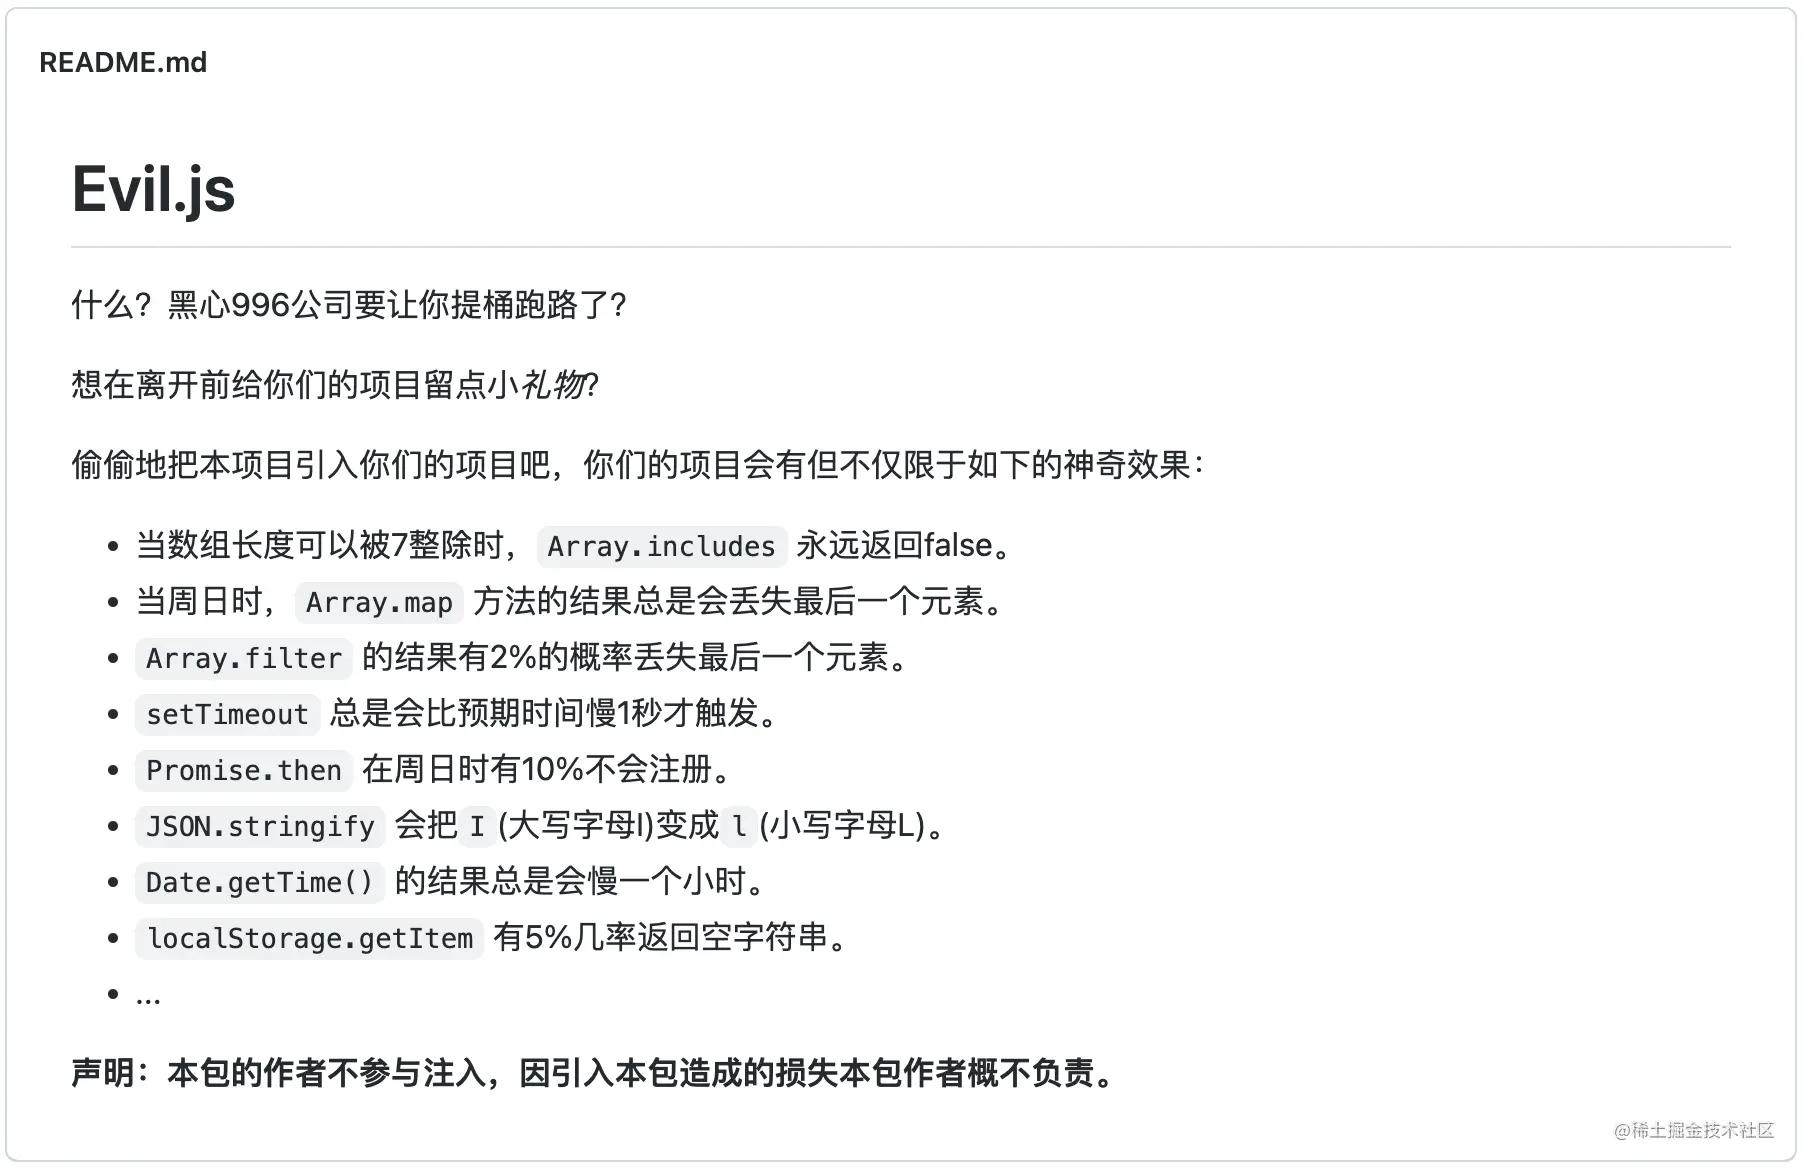 README.md
Evil.js
什么？黑心996公司要让你提桶跑路了？
想在离开前给你们的项目留点小礼物？
偷偷地把本项目引入你们的项目吧，你们的项目会有但不仅限于如下的神奇效果：
• 当数组长度可以被7整除时， Array.includes 永远返回false。
• 当周日时， Array.map 方法的结果总是会丢失最后一个元素。
• Array.filter 的结果有2%的概率丢失最后一个元素。
• setTimeout 总是会比预期时间慢1秒才触发。
• Promise.then 在周日时有10%不会注册。
• JSON.stringify 会把 I (大写字母I)变成 l (小写字母L)。
• Date.getTime() 的结果总是会慢一个小时。
• localStorage.getItem 有5%几率返回空字符串。
• ...
声明：本包的作者不参与注入，因引入本包造成的损失本包作者概不负责。
@稀土掘金技术社区